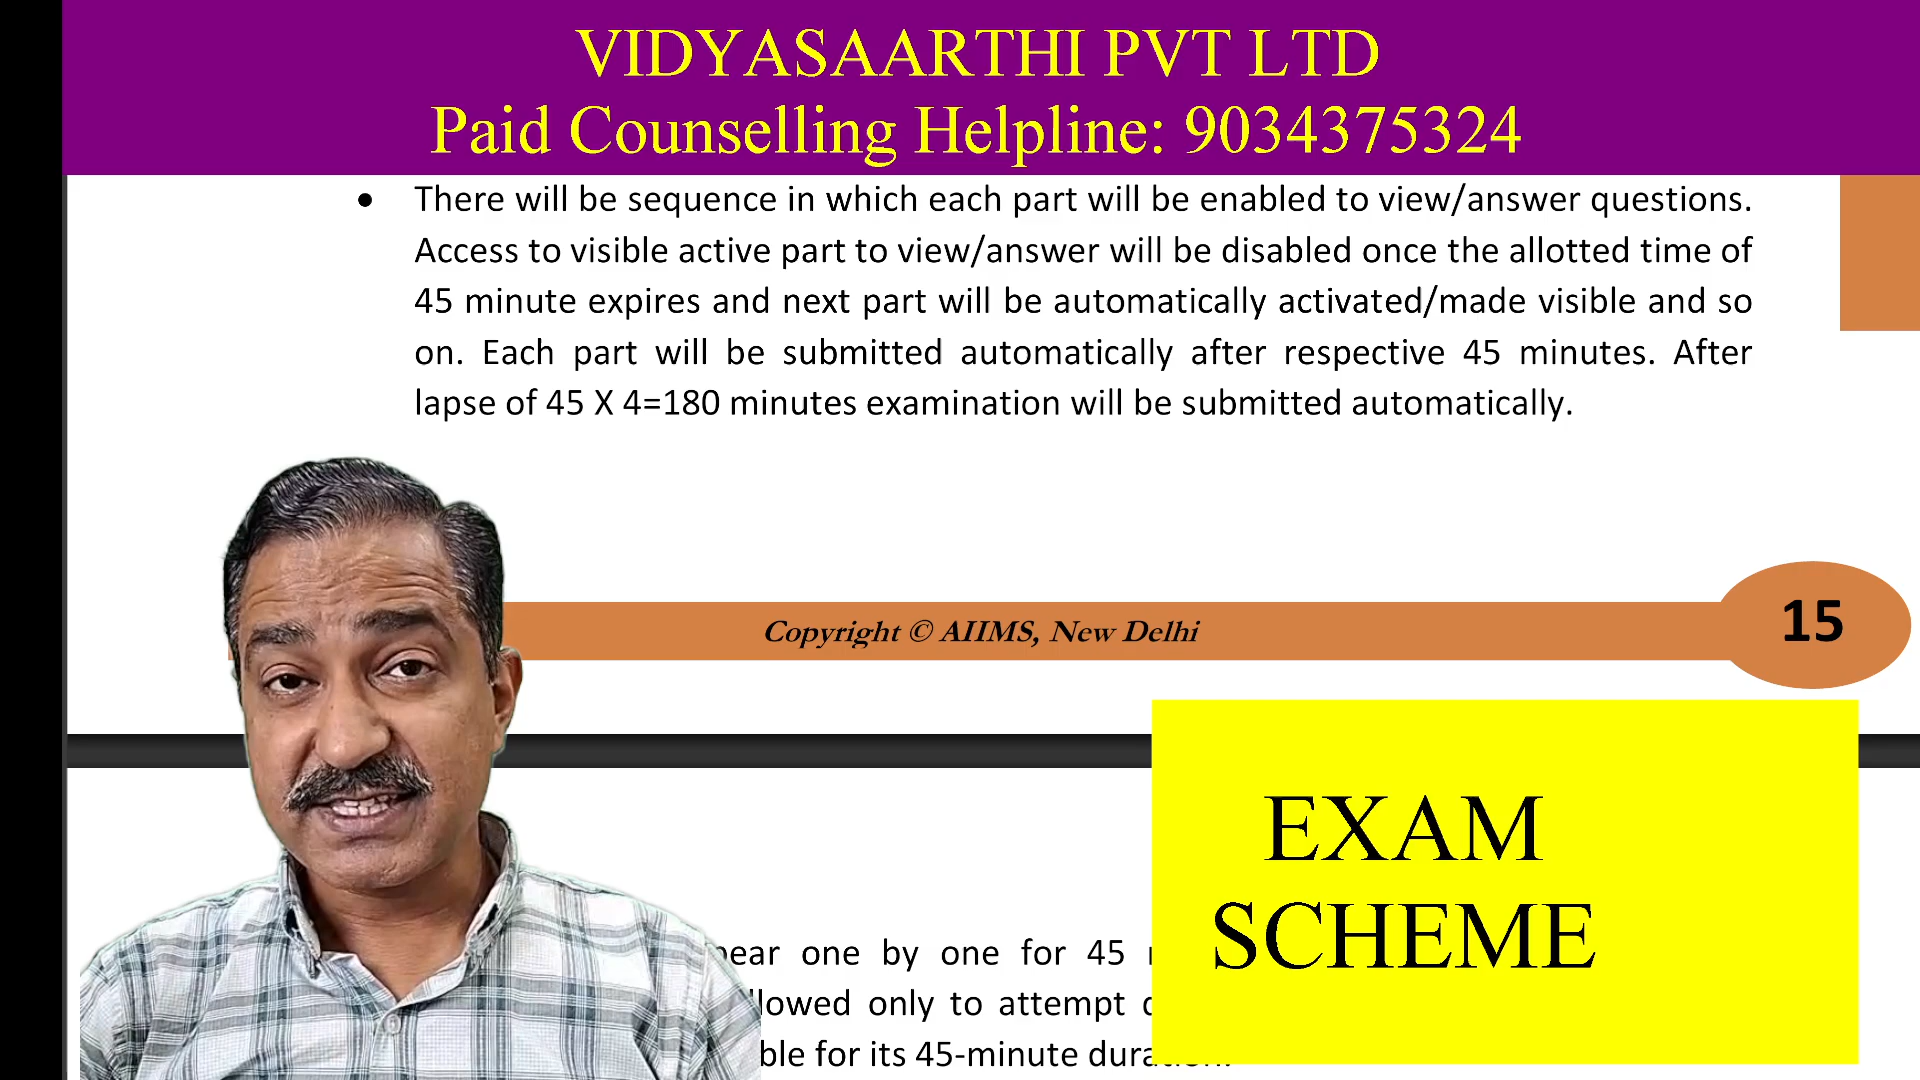 VIDYASAARTHI PVT LTD
Paid Counselling Helpline: 9034375324
• There will be sequence in which each part will be enabled to view/answer questions.
Access to visible active part to view/answer will be disabled once the allotted time of
45 minute expires and next part will be automatically activated/made visible and so
on. Each part will be submitted automatically after respective 45 minutes. After
lapse of 45 X 4=180 minutes examination will be submitted automatically.
Copyright © AIIMS, New Delhi
15
EXAM
SCHEME
one by one for 45
only to attempt
for its 45-minute